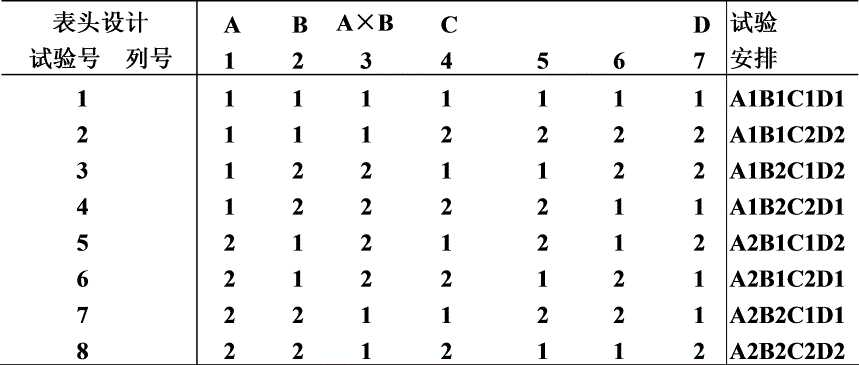 表头设计 A B A×B C D 试验
试验号 列号 1 2 3 4 5 6 7 安排
1 1 1 1 1 1 1 1 A1B1C1D1
2 1 1 1 2 2 2 2 A1B1C2D2
3 1 2 2 1 1 2 2 A1B2C1D2
4 1 2 2 2 2 1 1 A1B2C2D1
5 2 1 2 1 2 1 2 A2B1C1D2
6 2 1 2 2 1 2 1 A2B1C2D1
7 2 2 1 1 2 2 1 A2B2C1D1
8 2 2 1 2 1 1 2 A2B2C2D2